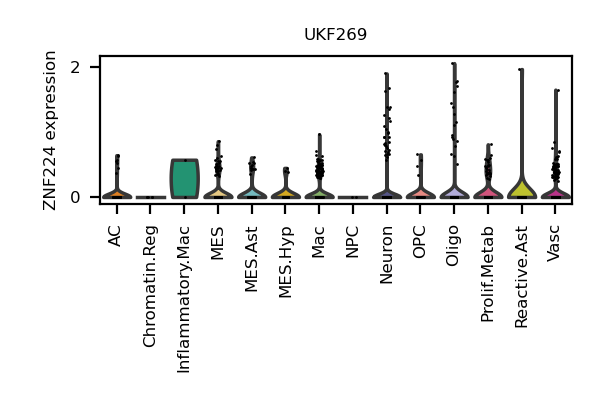 UKF269
ZNF224 expression
2
0
AC
Chromatin.Reg
Inflammatory.Mac
MES
MES.Ast
MES.Hyp
Mac
NPC
Neuron
OPC
Oligo
Prolif.Metab
Reactive.Ast
Vasc